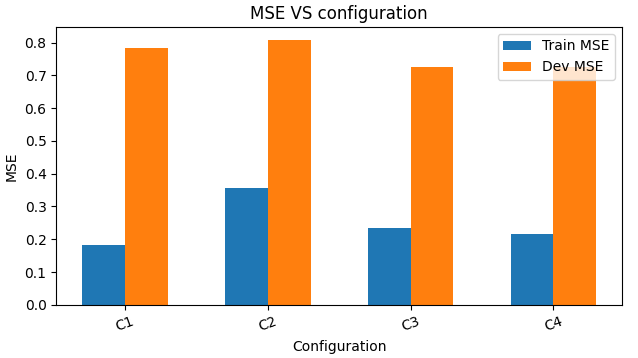 MSE VS configuration
Train MSE
Dev MSE
0.8
0.7
0.6
0.5
0.4
0.3
0.2
0.1
0.0
MSE
C1 C2 C3 C4
Configuration